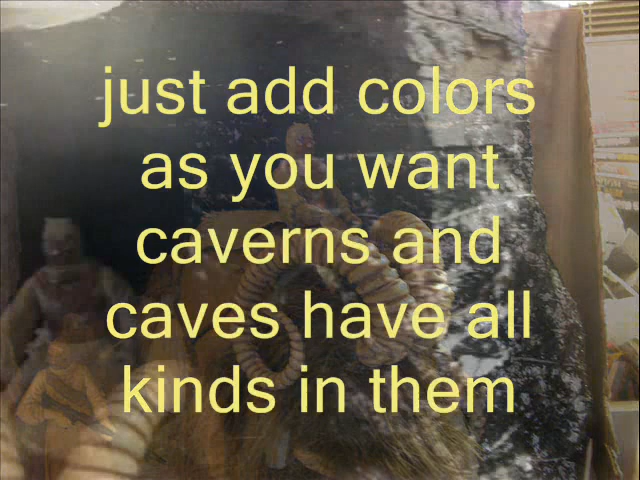 just add colors
as you want
caverns and
caves have all
kinds in them